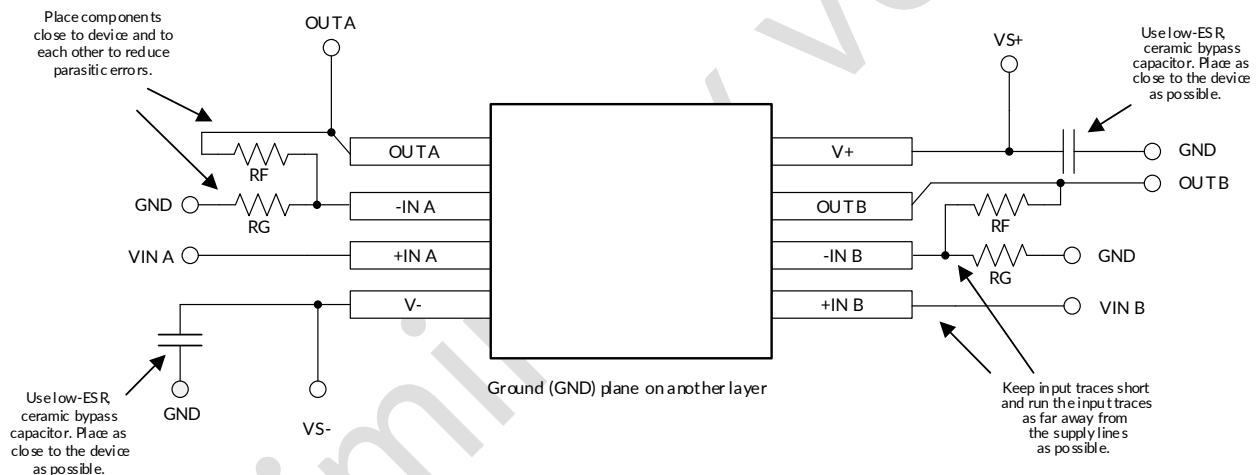 Place components
close to device and to
each other to reduce
parasitic errors.
OUT A
VS+
Use low-ESR,
ceramic bypass
capacitor. Place as
close to the device
as possible.
OUT A
RF
GND
-IN A
RG
VIN A
+IN A
V-
V+
GND
OUT B
OUT B
RF
-IN B
GND
RG
+IN B
VIN B
GND
VS-
Use low-ESR,
ceramic bypass
capacitor. Place as
close to the device
as possible.
Ground (GND) plane on another layer
Keep input traces short
and run the input traces
as far away from
the supply lines
as possible.